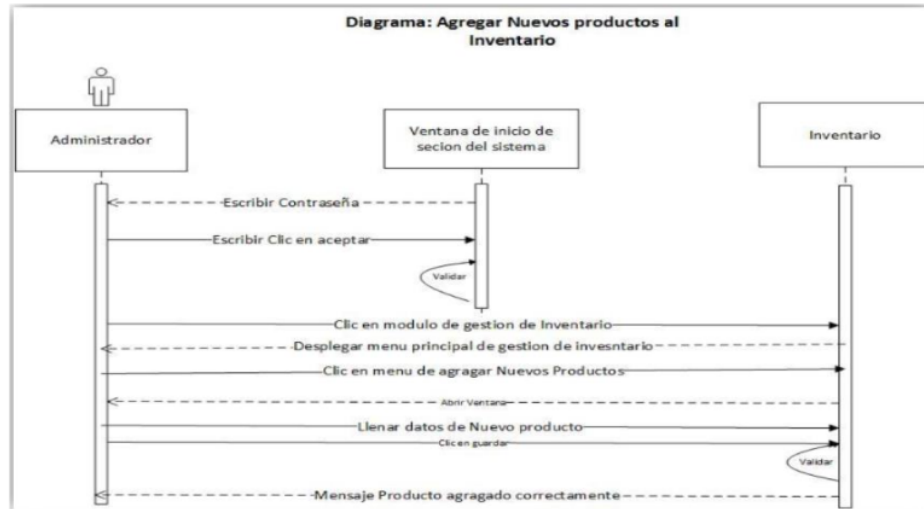 Diagrama: Agregar Nuevos productos al
Inventario
Administrador
Ventana de inicio de
secion del sistema
Inventario
Escribir Contraseña
Escribir Clic en aceptar
Validar
Clic en modulo de gestion de Inventario
Desplegar menu principal de gestion de invesntario
Clic en menu de agragar Nuevos Productos
Abrir Ventana
Llenar datos de Nuevo producto
Clic en guardar
Validar
Mensaje Producto agragado correctamente